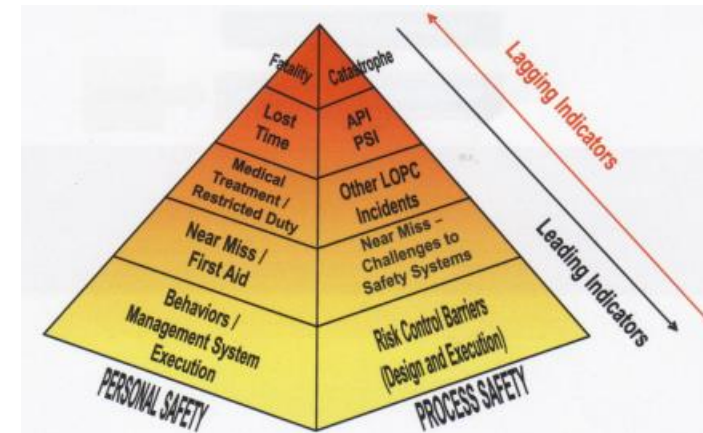 Fatality
Catastrophe
Lost
Time
API
PSI
Medical
Treatment /
Restricted Duty
Other LOPC
Incidents
Near Miss /
First Aid
Near Miss –
Challenges to
Safety Systems
Behaviors /
Management System
Execution
Risk Control Barriers
(Design and Execution)
PERSONAL SAFETY
PROCESS SAFETY
Lagging Indicators
Leading Indicators